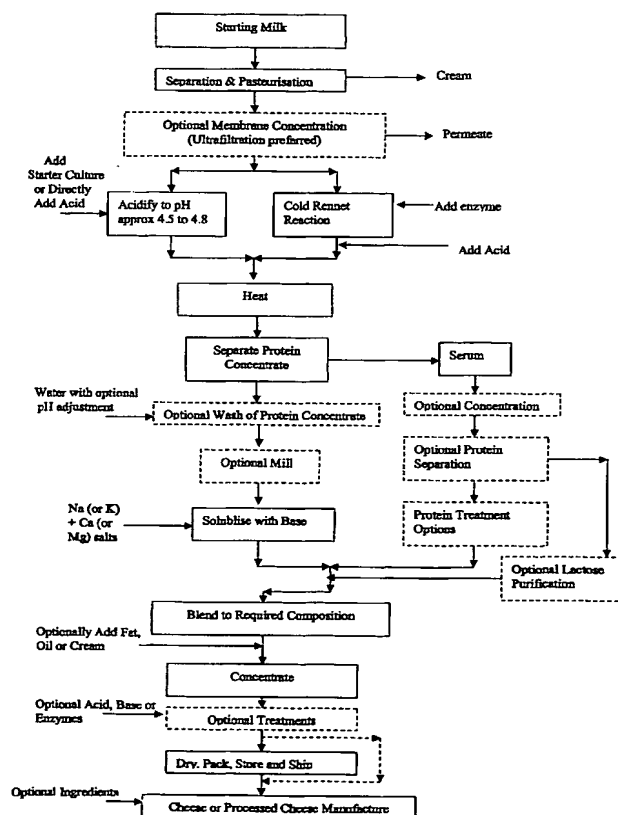 Starting Milk
Separation & Pasteurisation
Cream
Optional Membrane Concentration
(Ultrafiltration preferred)
Permeate
Add
Starter Culture
or Directly
Add Acid
Acidify to pH
approx 4.5 to 4.8
Cold Rennet
Reaction
Add enzyme
Add Acid
Heat
Separate Protein
Concentrate
Serum
Water with optional
pH adjustment
Optional Wash of Protein Concentrate
Optional Concentration
Optional Mill
Optional Protein
Separation
Na (or K)
+ Ca (or
Mg) salts
Solublise with Base
Protein Treatment
Options
Optional Lactose
Purification
Blend to Required Composition
Optionally Add Fat,
Oil or Cream
Concentrate
Optional Acid, Base or
Enzymes
Optional Treatments
Dry, Pack, Store and Ship
Optional Ingredients
Cheese or Processed Cheese Manufacture